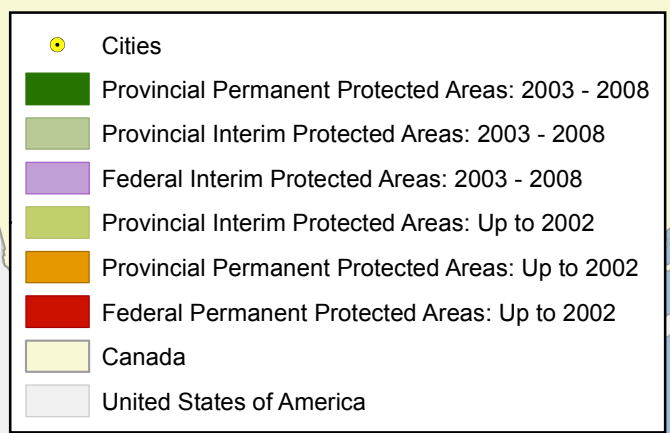 Cities
Provincial Permanent Protected Areas: 2003 - 2008
Provincial Interim Protected Areas: 2003 - 2008
Federal Interim Protected Areas: 2003 - 2008
Provincial Interim Protected Areas: Up to 2002
Provincial Permanent Protected Areas: Up to 2002
Federal Permanent Protected Areas: Up to 2002
Canada
United States of America